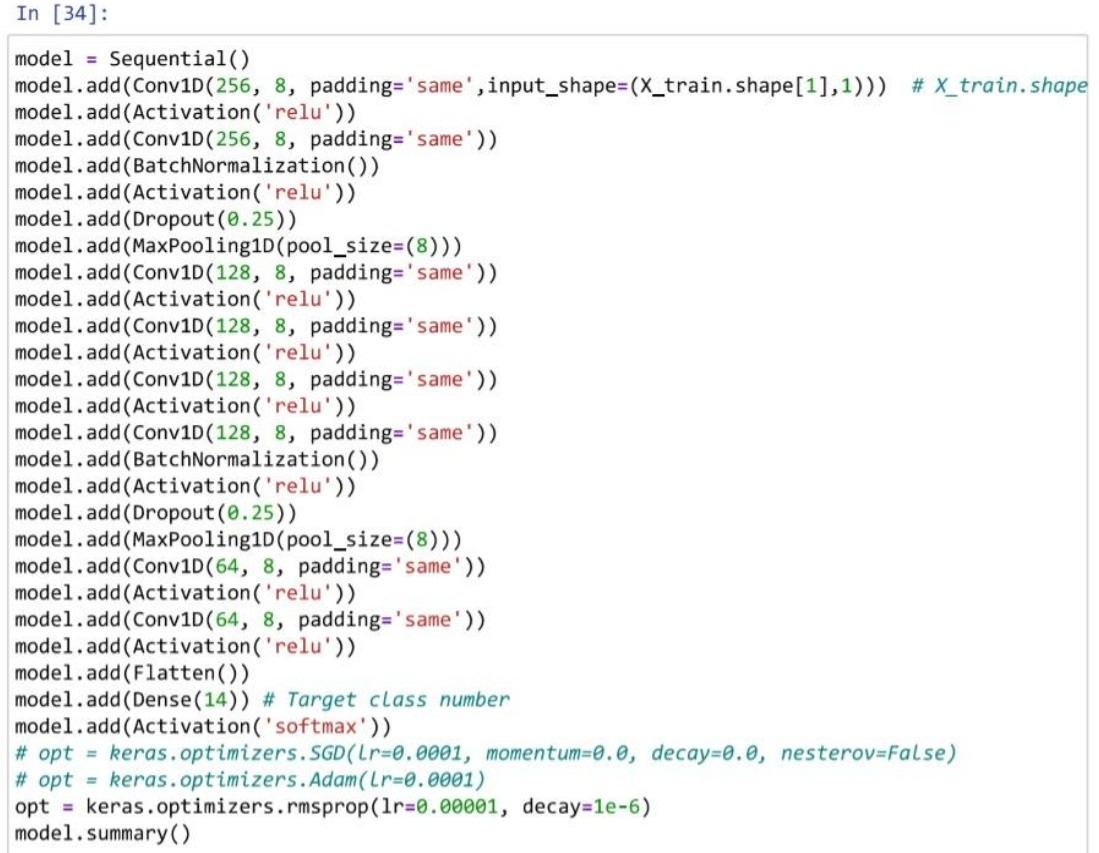 In [34]:
model = Sequential()
model.add(Conv1D(256, 8, padding='same',input_shape=(X_train.shape[1],1)))  # X_train.shape
model.add(Activation('relu'))
model.add(Conv1D(256, 8, padding='same'))
model.add(BatchNormalization())
model.add(Activation('relu'))
model.add(Dropout(0.25))
model.add(MaxPooling1D(pool_size=(8)))
model.add(Conv1D(128, 8, padding='same'))
model.add(Activation('relu'))
model.add(Conv1D(128, 8, padding='same'))
model.add(Activation('relu'))
model.add(Conv1D(128, 8, padding='same'))
model.add(Activation('relu'))
model.add(Conv1D(128, 8, padding='same'))
model.add(BatchNormalization())
model.add(Activation('relu'))
model.add(Dropout(0.25))
model.add(MaxPooling1D(pool_size=(8)))
model.add(Conv1D(64, 8, padding='same'))
model.add(Activation('relu'))
model.add(Conv1D(64, 8, padding='same'))
model.add(Activation('relu'))
model.add(Flatten())
model.add(Dense(14)) # Target class number
model.add(Activation('softmax'))
# opt = keras.optimizers.SGD(lr=0.0001, momentum=0.0, decay=0.0, nesterov=False)
# opt = keras.optimizers.Adam(lr=0.0001)
opt = keras.optimizers.rmsprop(lr=0.00001, decay=1e-6)
model.summary()